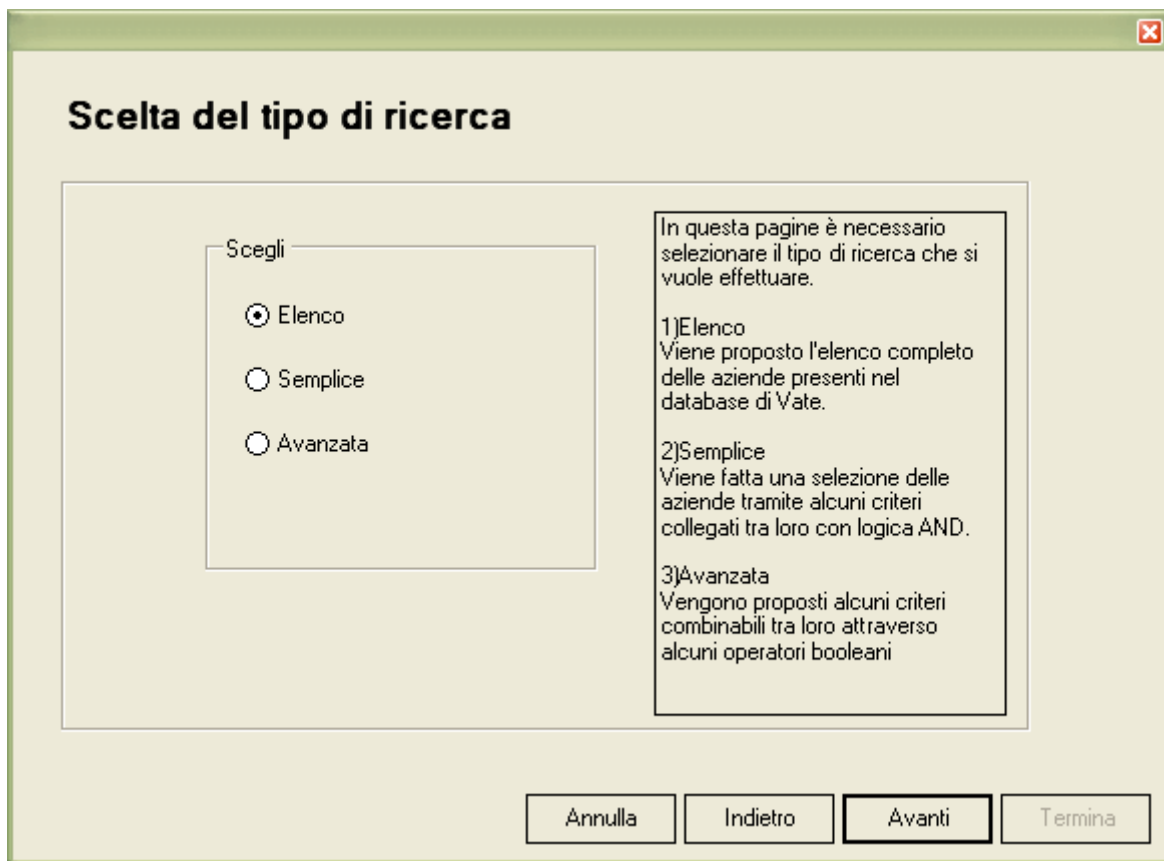 Scelta del tipo di ricerca
Scegli
Elenco
Semplice
Avanzata
In questa pagine è necessario
selezionare il tipo di ricerca che si
vuole effettuare.
1)Elenco
Viene proposto l'elenco completo
delle aziende presenti nel
database di Vate.
2)Semplice
Viene fatta una selezione delle
aziende tramite alcuni criteri
collegati tra loro con logica AND.
3)Avanzata
Vengono proposti alcuni criteri
combinabili tra loro attraverso
alcuni operatori booleani
Annulla
Indietro
Avanti
Termina